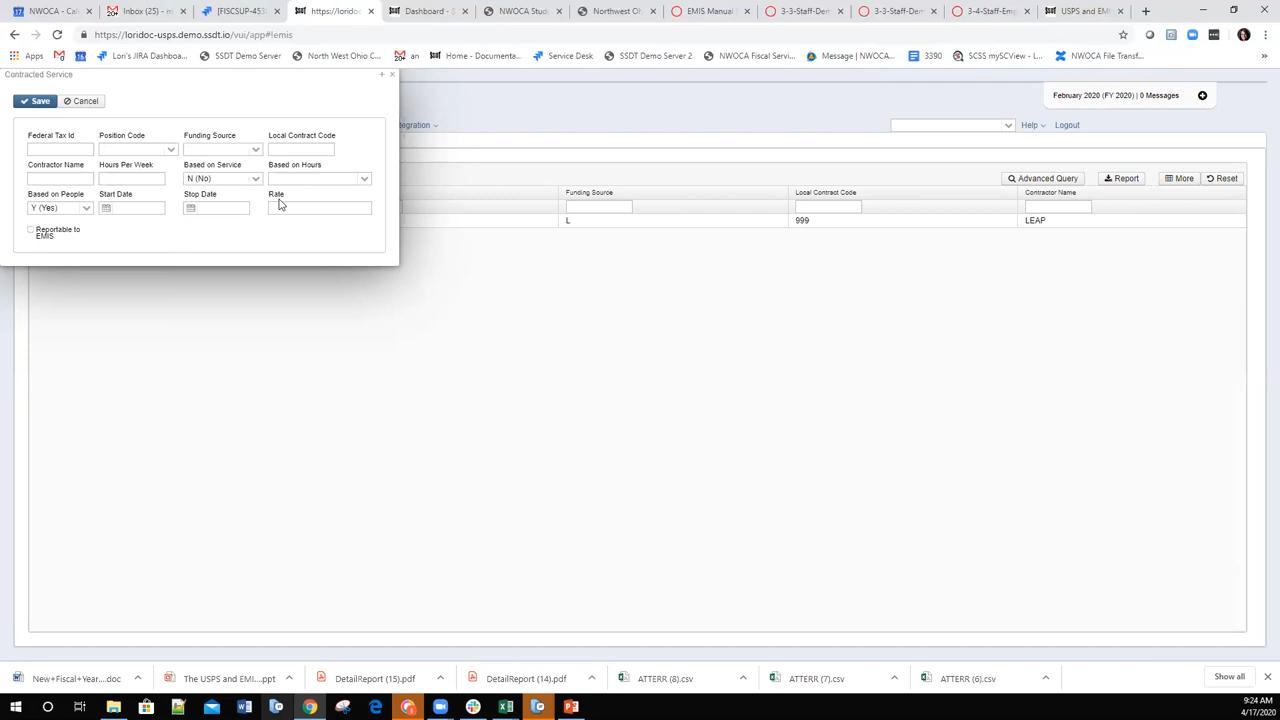 NWOCA - Cal
Inbox (25) - mi
[FISCSUP-453
https://loridoc
Dashboard - S
NWOCA Stud
Northwest Oh
EMIS Manual
3-3-Staff-Dem
3-3-Staff-Dem
3-4-Staff-Emp
USPS and EMI
https://loridoc-usps.demo.ssdt.io/vui/app#emis
Apps
an
Lori's JIRA Dashboa...
SSDT Demo Server
North West Ohio C...
Home - Documenta...
Service Desk
SSDT Demo Server 2
NWOCA Fiscal Servi...
Message | NWOCA...
3390
SCSS mySCView - L...
NWOCA File Transf...
Contracted Service
February 2020 (FY 2020) | 0 Messages
Save
Cancel
egration
Help
Logout
Federal Tax Id
Position Code
Funding Source
Local Contract Code
Contractor Name
Hours Per Week
Based on Service
Based on Hours
N (No)
Based on People
Start Date
Stop Date
Rate
Y (Yes)
Reportable to
EMIS
Advanced Query
Report
More
Reset
Funding Source
Local Contract Code
Contractor Name
L
999
LEAP
New+Fiscal+Year....doc
The USPS and EMI....ppt
DetailReport (15).pdf
DetailReport (14).pdf
ATTERR (8).csv
ATTERR (7).csv
ATTERR (6).csv
Show all
9:24 AM
4/17/2020